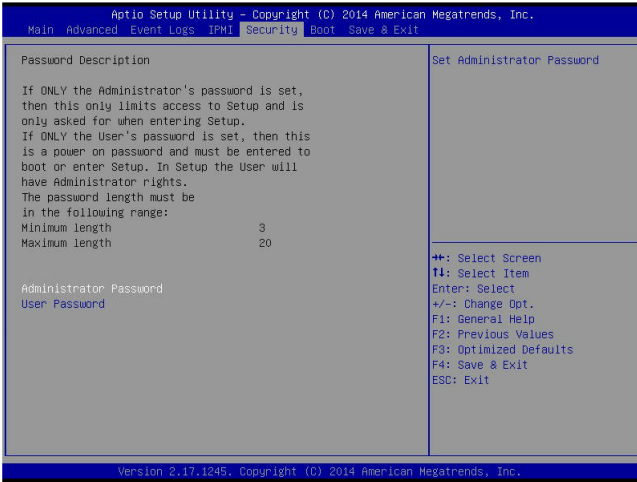 Aptio Setup Utility – Copyright (C) 2014 American Megatrends, Inc.
Main Advanced Event Logs IPMI Security Boot Save & Exit
Password Description
If ONLY the Administrator's password is set,
then this only limits access to Setup and is
only asked for when entering Setup.
If ONLY the User's password is set, then this
is a power on password and must be entered to
boot or enter Setup. In Setup the User will
have Administrator rights.
The password length must be
in the following range:
Minimum length 3
Maximum length 20
Administrator Password
User Password
Set Administrator Password
→←: Select Screen
↑↓: Select Item
Enter: Select
+/-: Change Opt.
F1: General Help
F2: Previous Values
F3: Optimized Defaults
F4: Save & Exit
ESC: Exit
Version 2.17.1245. Copyright (C) 2014 American Megatrends, Inc.